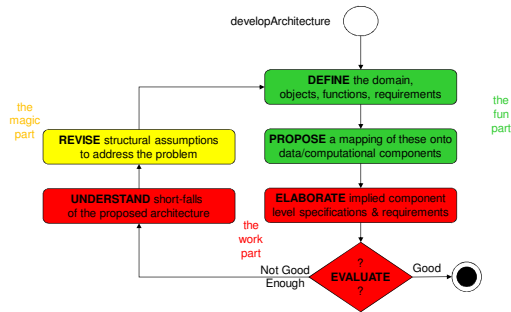 developArchitecture
DEFINE the domain,
objects, functions, requirements
the
magic
part
the
fun
part
REVISE structural assumptions
to address the problem
PROPOSE a mapping of these onto
data/computational components
UNDERSTAND short-falls
of the proposed architecture
ELABORATE implied component
level specifications & requirements
the
work
part
?
EVALUATE
?
Not Good
Enough
Good